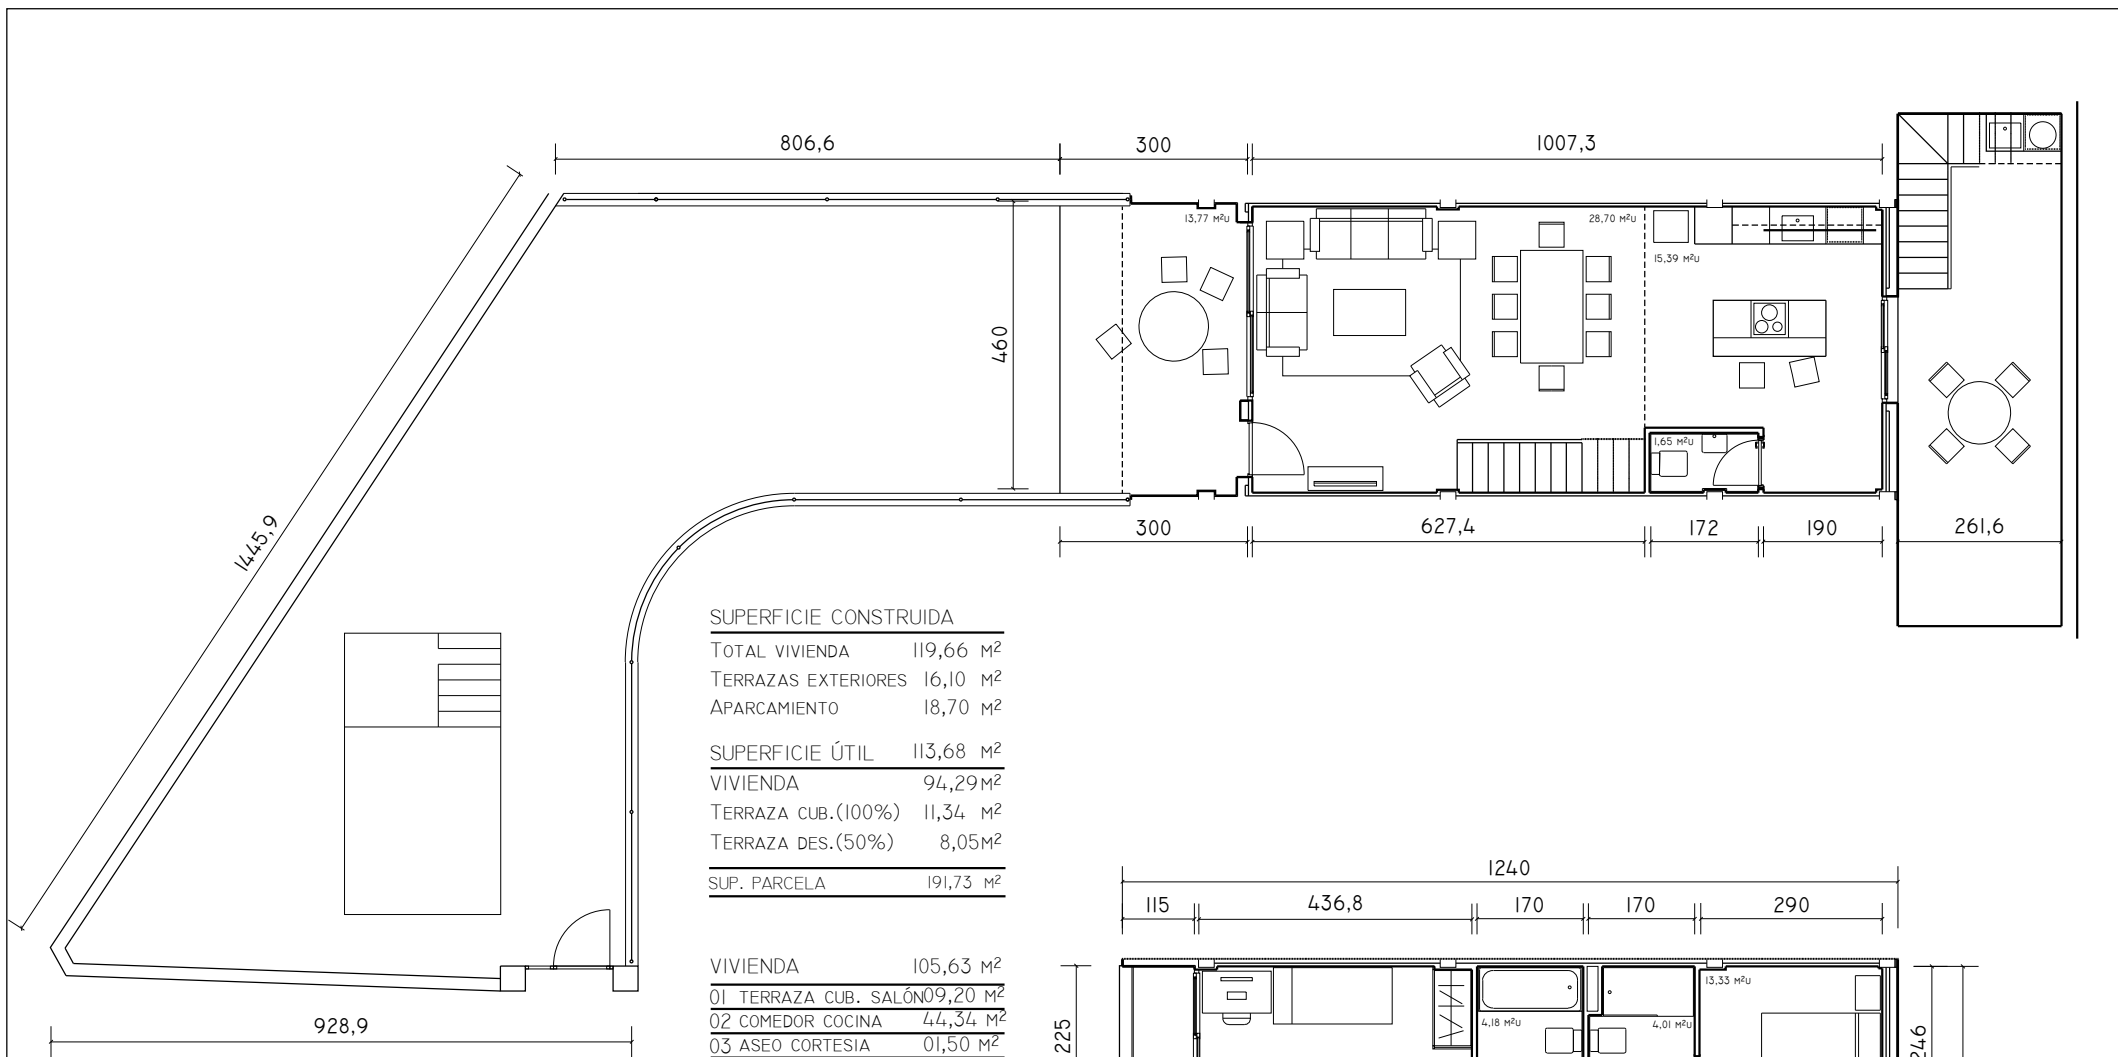 806,6
300
1007,3
13,77 M²U
28,70 M²U
15,39 M²U
460
1,65 M²U
1445,9
300
627,4
172
190
261,6
SUPERFICIE CONSTRUIDA
TOTAL VIVIENDA 119,66 M²
TERRAZAS EXTERIORES 16,10 M²
APARCAMIENTO 18,70 M²
SUPERFICIE ÚTIL 113,68 M²
VIVIENDA 94,29M²
TERRAZA CUB.(100%) 11,34 M²
TERRAZA DES.(50%) 8,05M²
SUP. PARCELA 191,73 M²
1240
115
436,8
170
170
290
VIVIENDA 105,63 M²
01 TERRAZA CUB. SALÓN09,20 M²
02 COMEDOR COCINA 44,34 M²
03 ASEO CORTESIA 01,50 M²
928,9
13,33 M²U
4,18 M²U
4,01 M²U
225
246